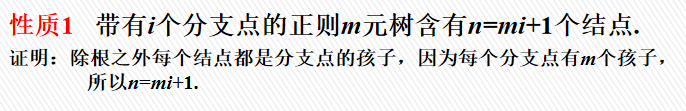 性质1 带有i个分支点的正则m元树含有n=mi+1个结点.
证明：除根之外每个结点都是分支点的孩子，因为每个分支点有m个孩子，
所以n=mi+1.